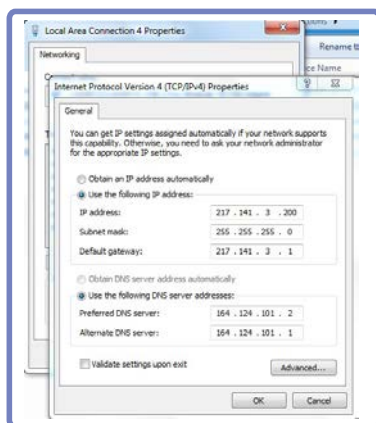 Local Area Connection 4 Properties
Rename t
Networking
ce Name
Internet Protocol Version 4 (TCP/IPv4) Properties
General
You can get IP settings assigned automatically if your network supports
this capability. Otherwise, you need to ask your network administrator
for the appropriate IP settings.
Obtain an IP address automatically
Use the following IP address:
IP address: 217 . 141 . 3 . 200
Subnet mask: 255 . 255 . 255 . 0
Default gateway: 217 . 141 . 3 . 1
Obtain DNS server address automatically
Use the following DNS server addresses:
Preferred DNS server: 164 . 124 . 101 . 2
Alternate DNS server: 164 . 124 . 101 . 1
Validate settings upon exit
Advanced...
OK Cancel